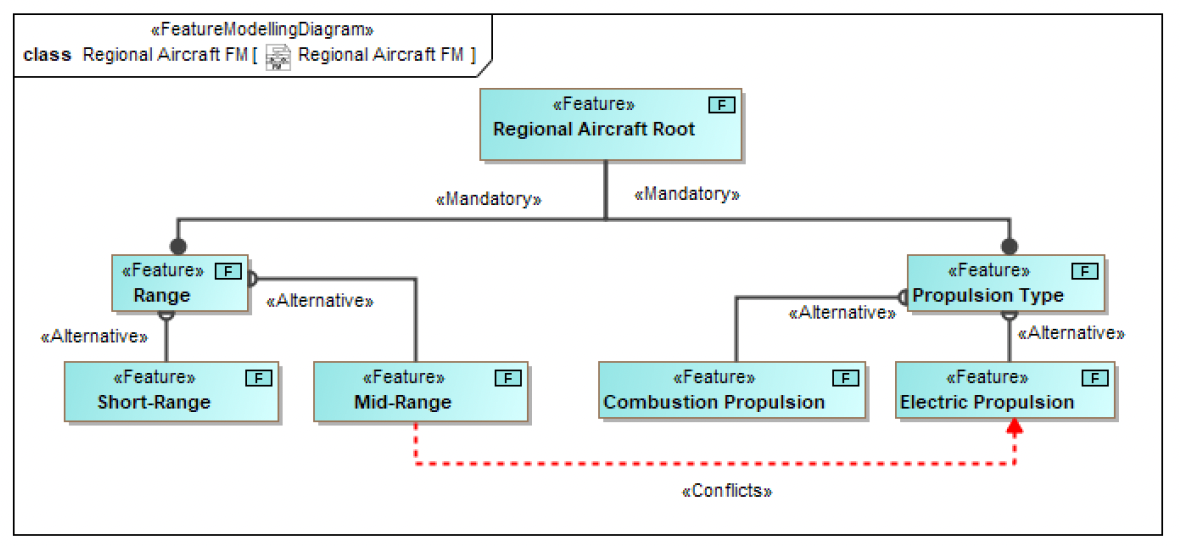 «FeatureModellingDiagram»
class Regional Aircraft FM [ FM Regional Aircraft FM ]
«Feature» F
Regional Aircraft Root
«Mandatory» «Mandatory»
«Feature» F
Range
«Feature» F
Propulsion Type
«Alternative»
«Alternative»
«Alternative»
«Alternative»
«Feature» F
Short-Range
«Feature» F
Mid-Range
«Feature» F
Combustion Propulsion
«Feature» F
Electric Propulsion
«Conflicts»